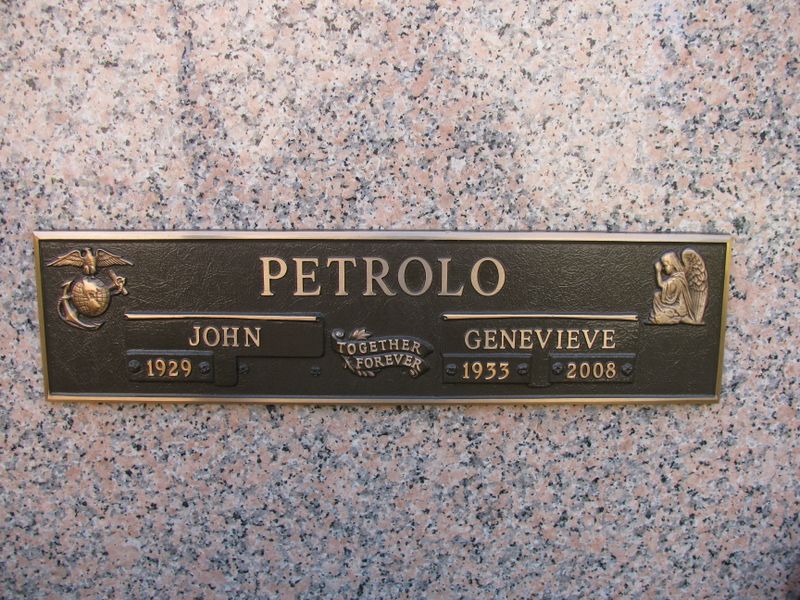 PETROLO
JOHN
1929
TOGETHER
FOREVER
GENEVIEVE
1933 2008